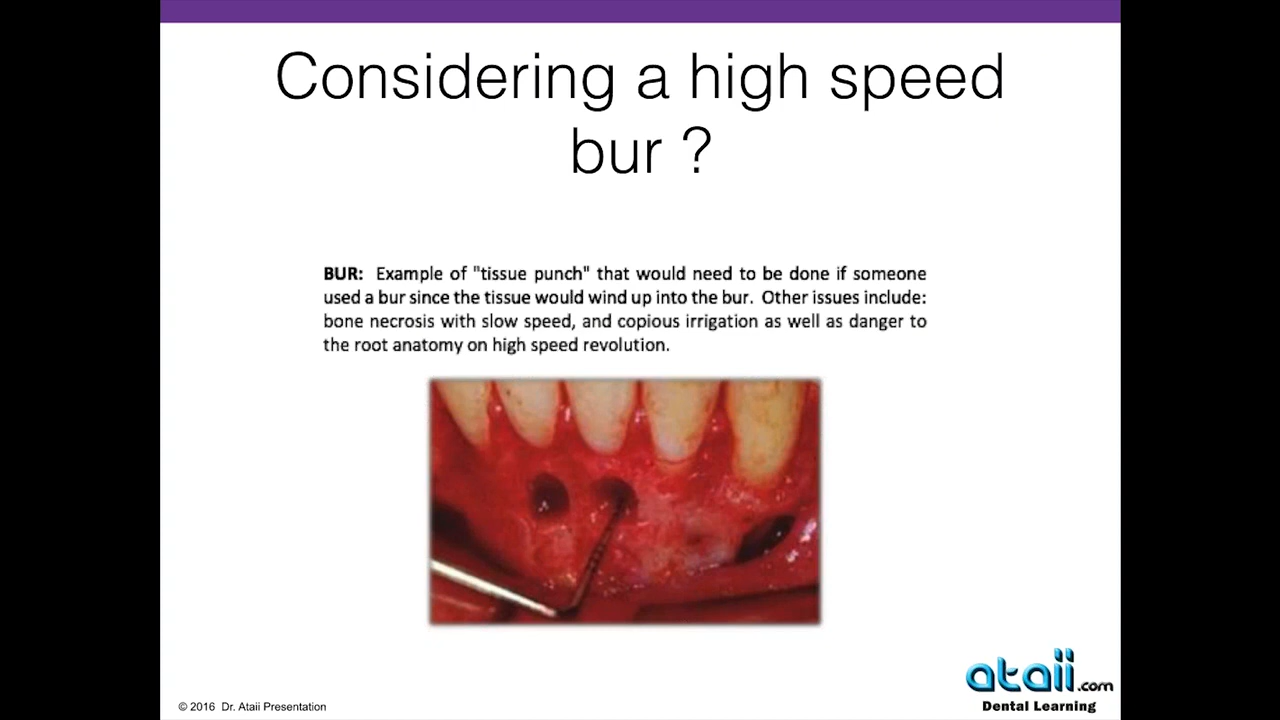 Considering a high speed
bur ?
BUR: Example of "tissue punch" that would need to be done if someone
used a bur since the tissue would wind up into the bur. Other issues include:
bone necrosis with slow speed, and copious irrigation as well as danger to
the root anatomy on high speed revolution.
ataii.com
Dental Learning
© 2016 Dr. Ataii Presentation